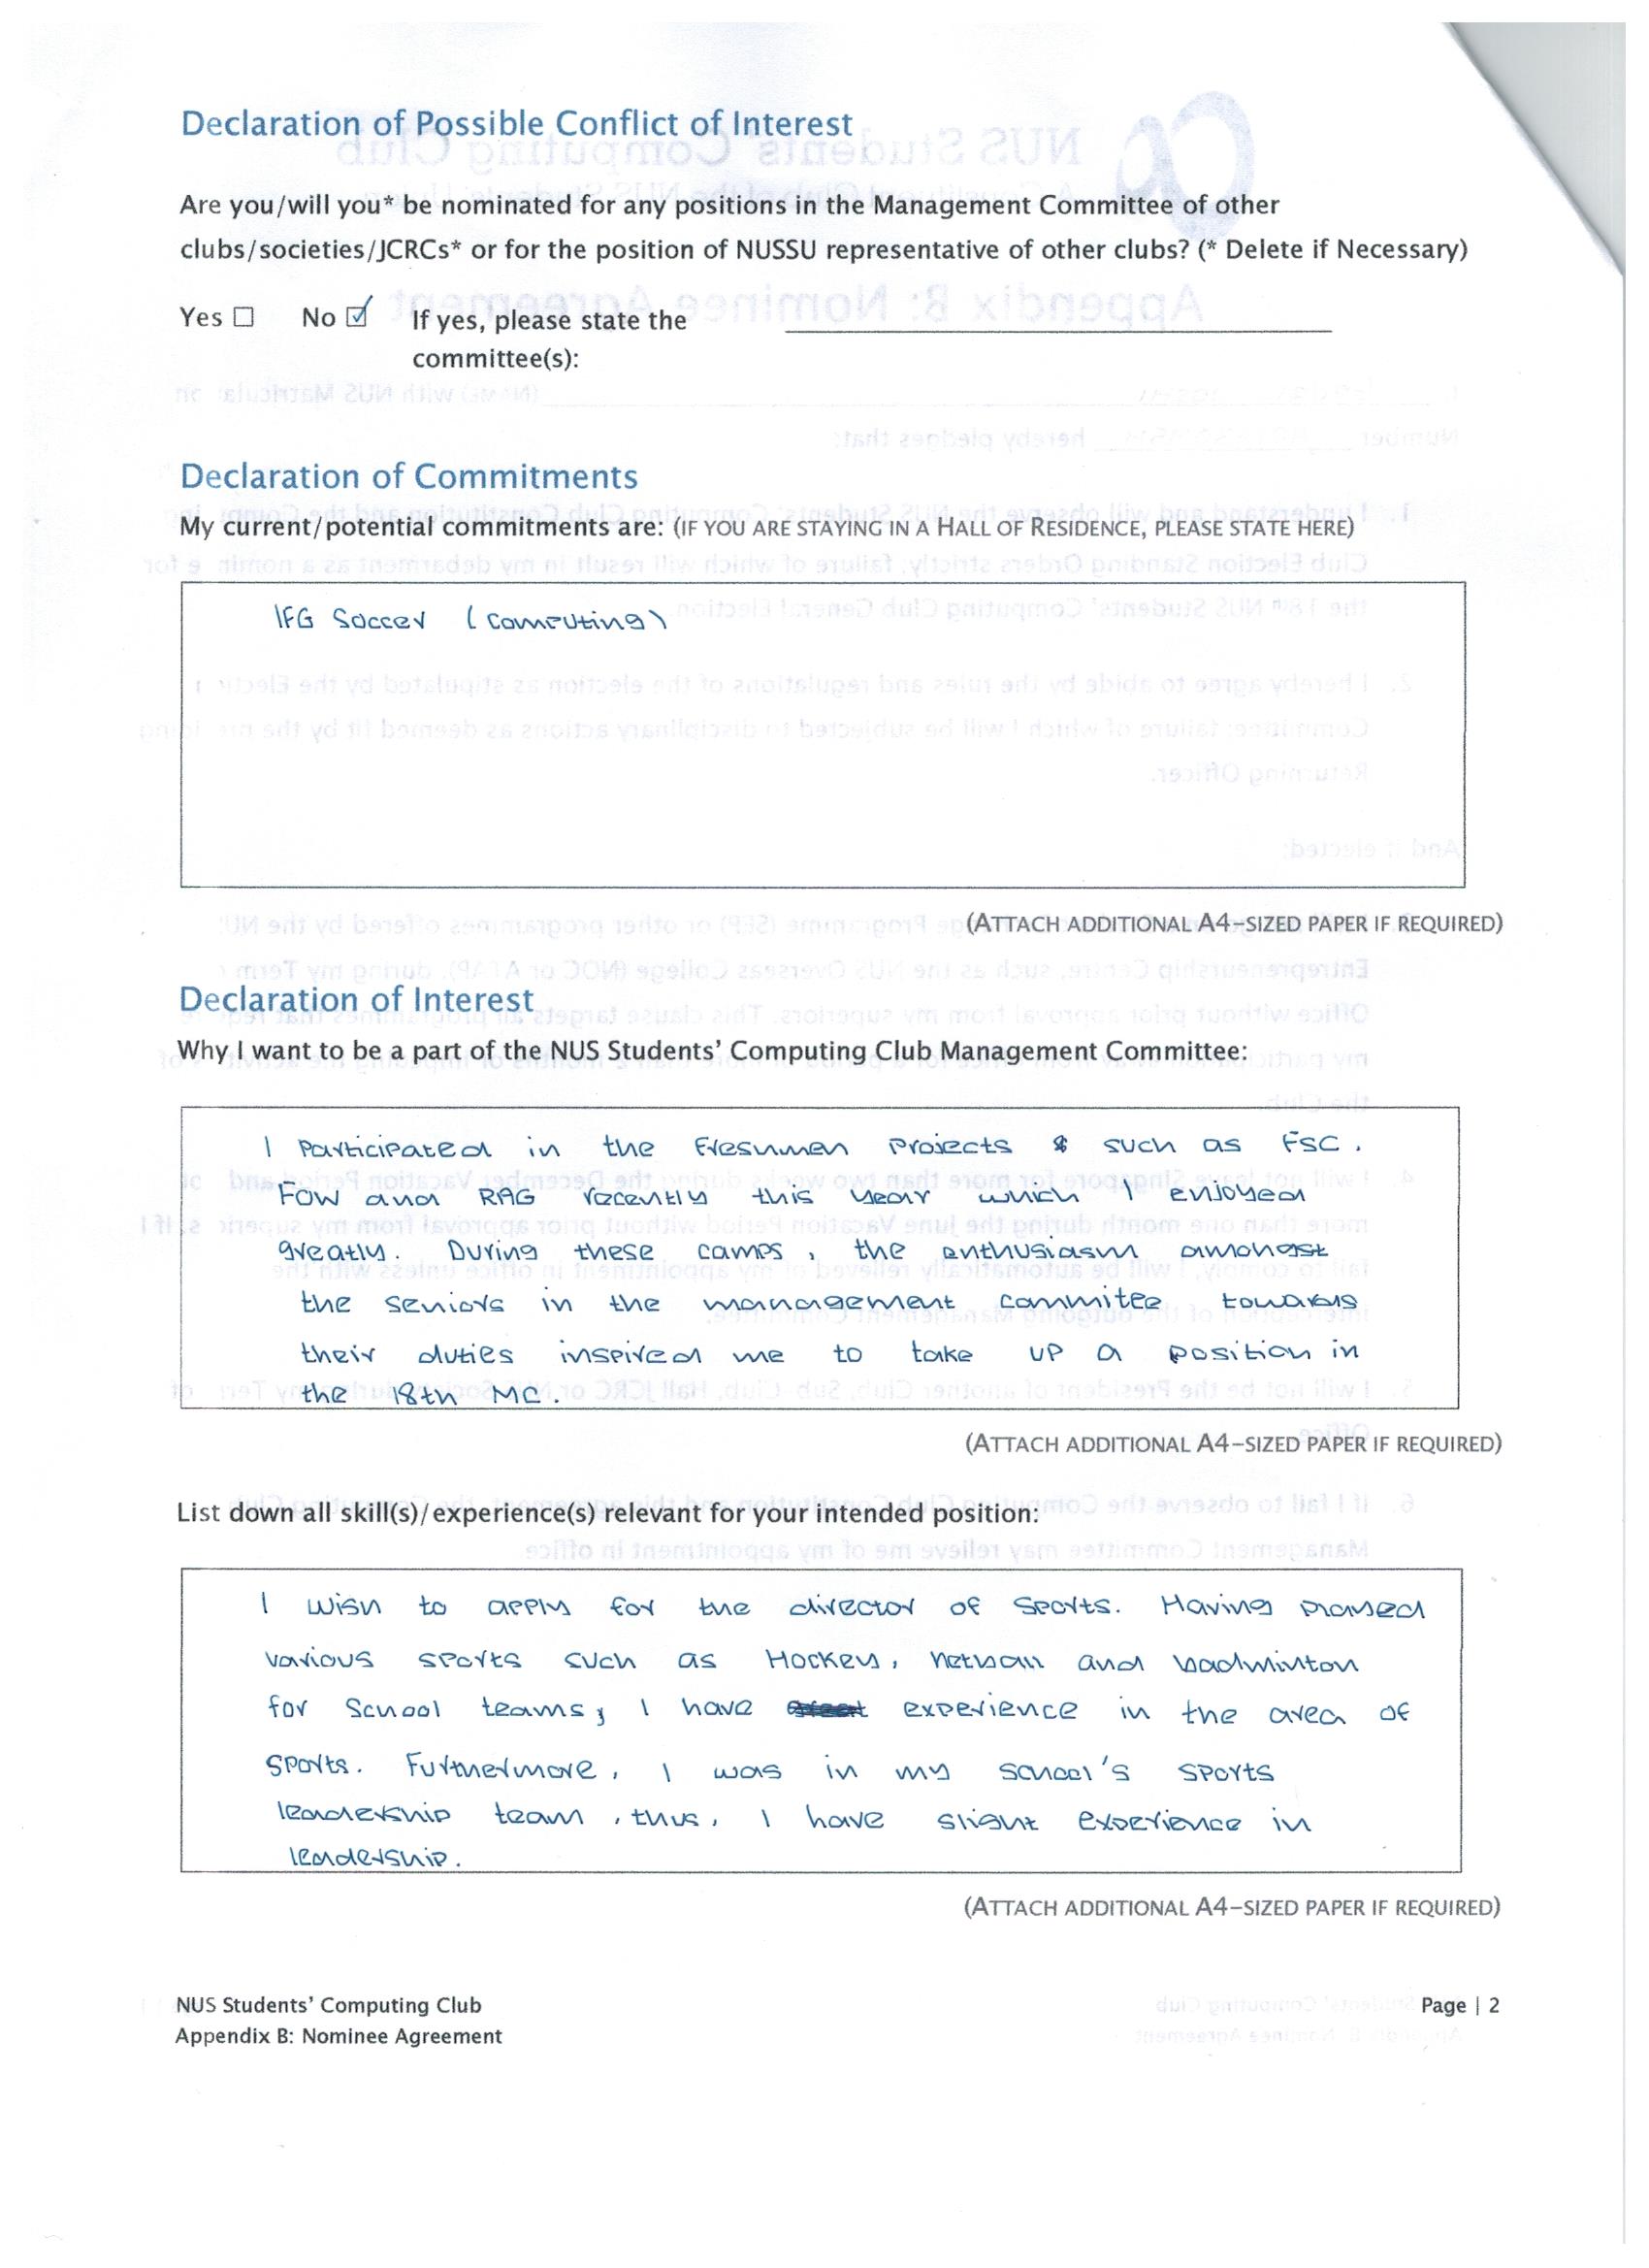 Declaration of Possible Conflict of Interest
Are you/will you* be nominated for any positions in the Management Committee of other
clubs/societies/JCRCs* or for the position of NUSSU representative of other clubs? (* Delete if Necessary)
Yes ☐ No ☑ If yes, please state the
committee(s):
Declaration of Commitments
My current/potential commitments are: (IF YOU ARE STAYING IN A HALL OF RESIDENCE, PLEASE STATE HERE)
IFG Soccer (Computing)
(ATTACH ADDITIONAL A4-SIZED PAPER IF REQUIRED)
Declaration of Interest
Why I want to be a part of the NUS Students' Computing Club Management Committee:
I participated in the Freshmen Projects such as FSC,
FOW and RAG recently this year which I enjoyed
greatly. During these camps, the enthusiasm amongst
the seniors in the management commitee towards
their duties inspired me to take up a position in
the 18th MC.
(ATTACH ADDITIONAL A4-SIZED PAPER IF REQUIRED)
List down all skill(s)/experience(s) relevant for your intended position:
I wish to apply for the director of sports. Having played
various sports such as Hockey, netball and badminton
for school teams, I have experience in the area of
sports. Furthermore, I was in my school's sports
leadership team, thus, I have slight experience in
leadership.
(ATTACH ADDITIONAL A4-SIZED PAPER IF REQUIRED)
NUS Students' Computing Club Page | 2
Appendix B: Nominee Agreement